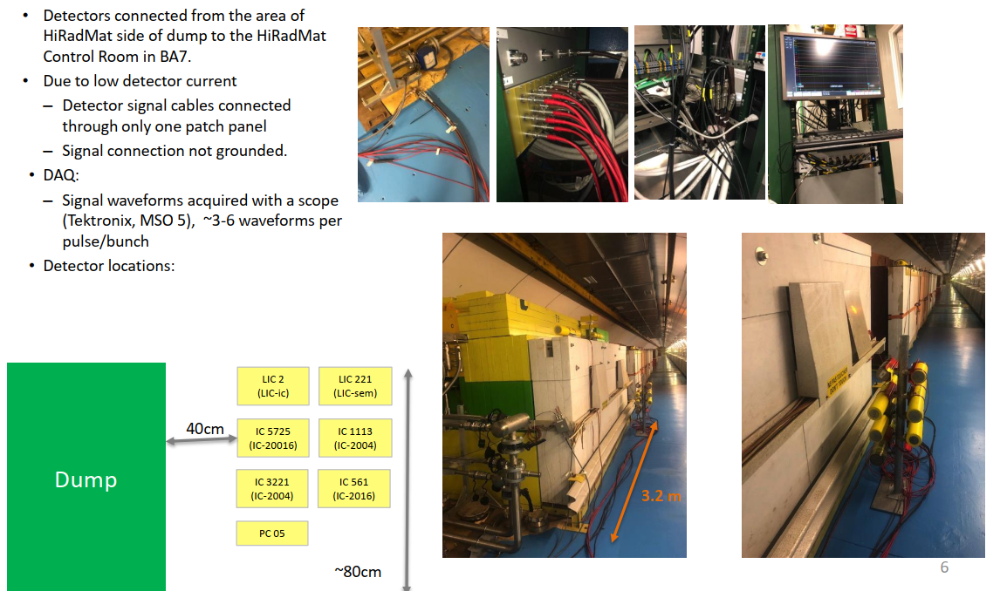 • Detectors connected from the area of
HiRadMat side of dump to the HiRadMat
Control Room in BA7.
• Due to low detector current
– Detector signal cables connected
through only one patch panel
– Signal connection not grounded.
• DAQ:
– Signal waveforms acquired with a scope
(Tektronix, MSO 5), ~3-6 waveforms per
pulse/bunch
• Detector locations:
Dump
40cm
LIC 2
(LIC-ic)
LIC 221
(LIC-sem)
IC 5725
(IC-20016)
IC 1113
(IC-2004)
IC 3221
(IC-2004)
IC 561
(IC-2016)
PC 05
~80cm
3.2 m
6